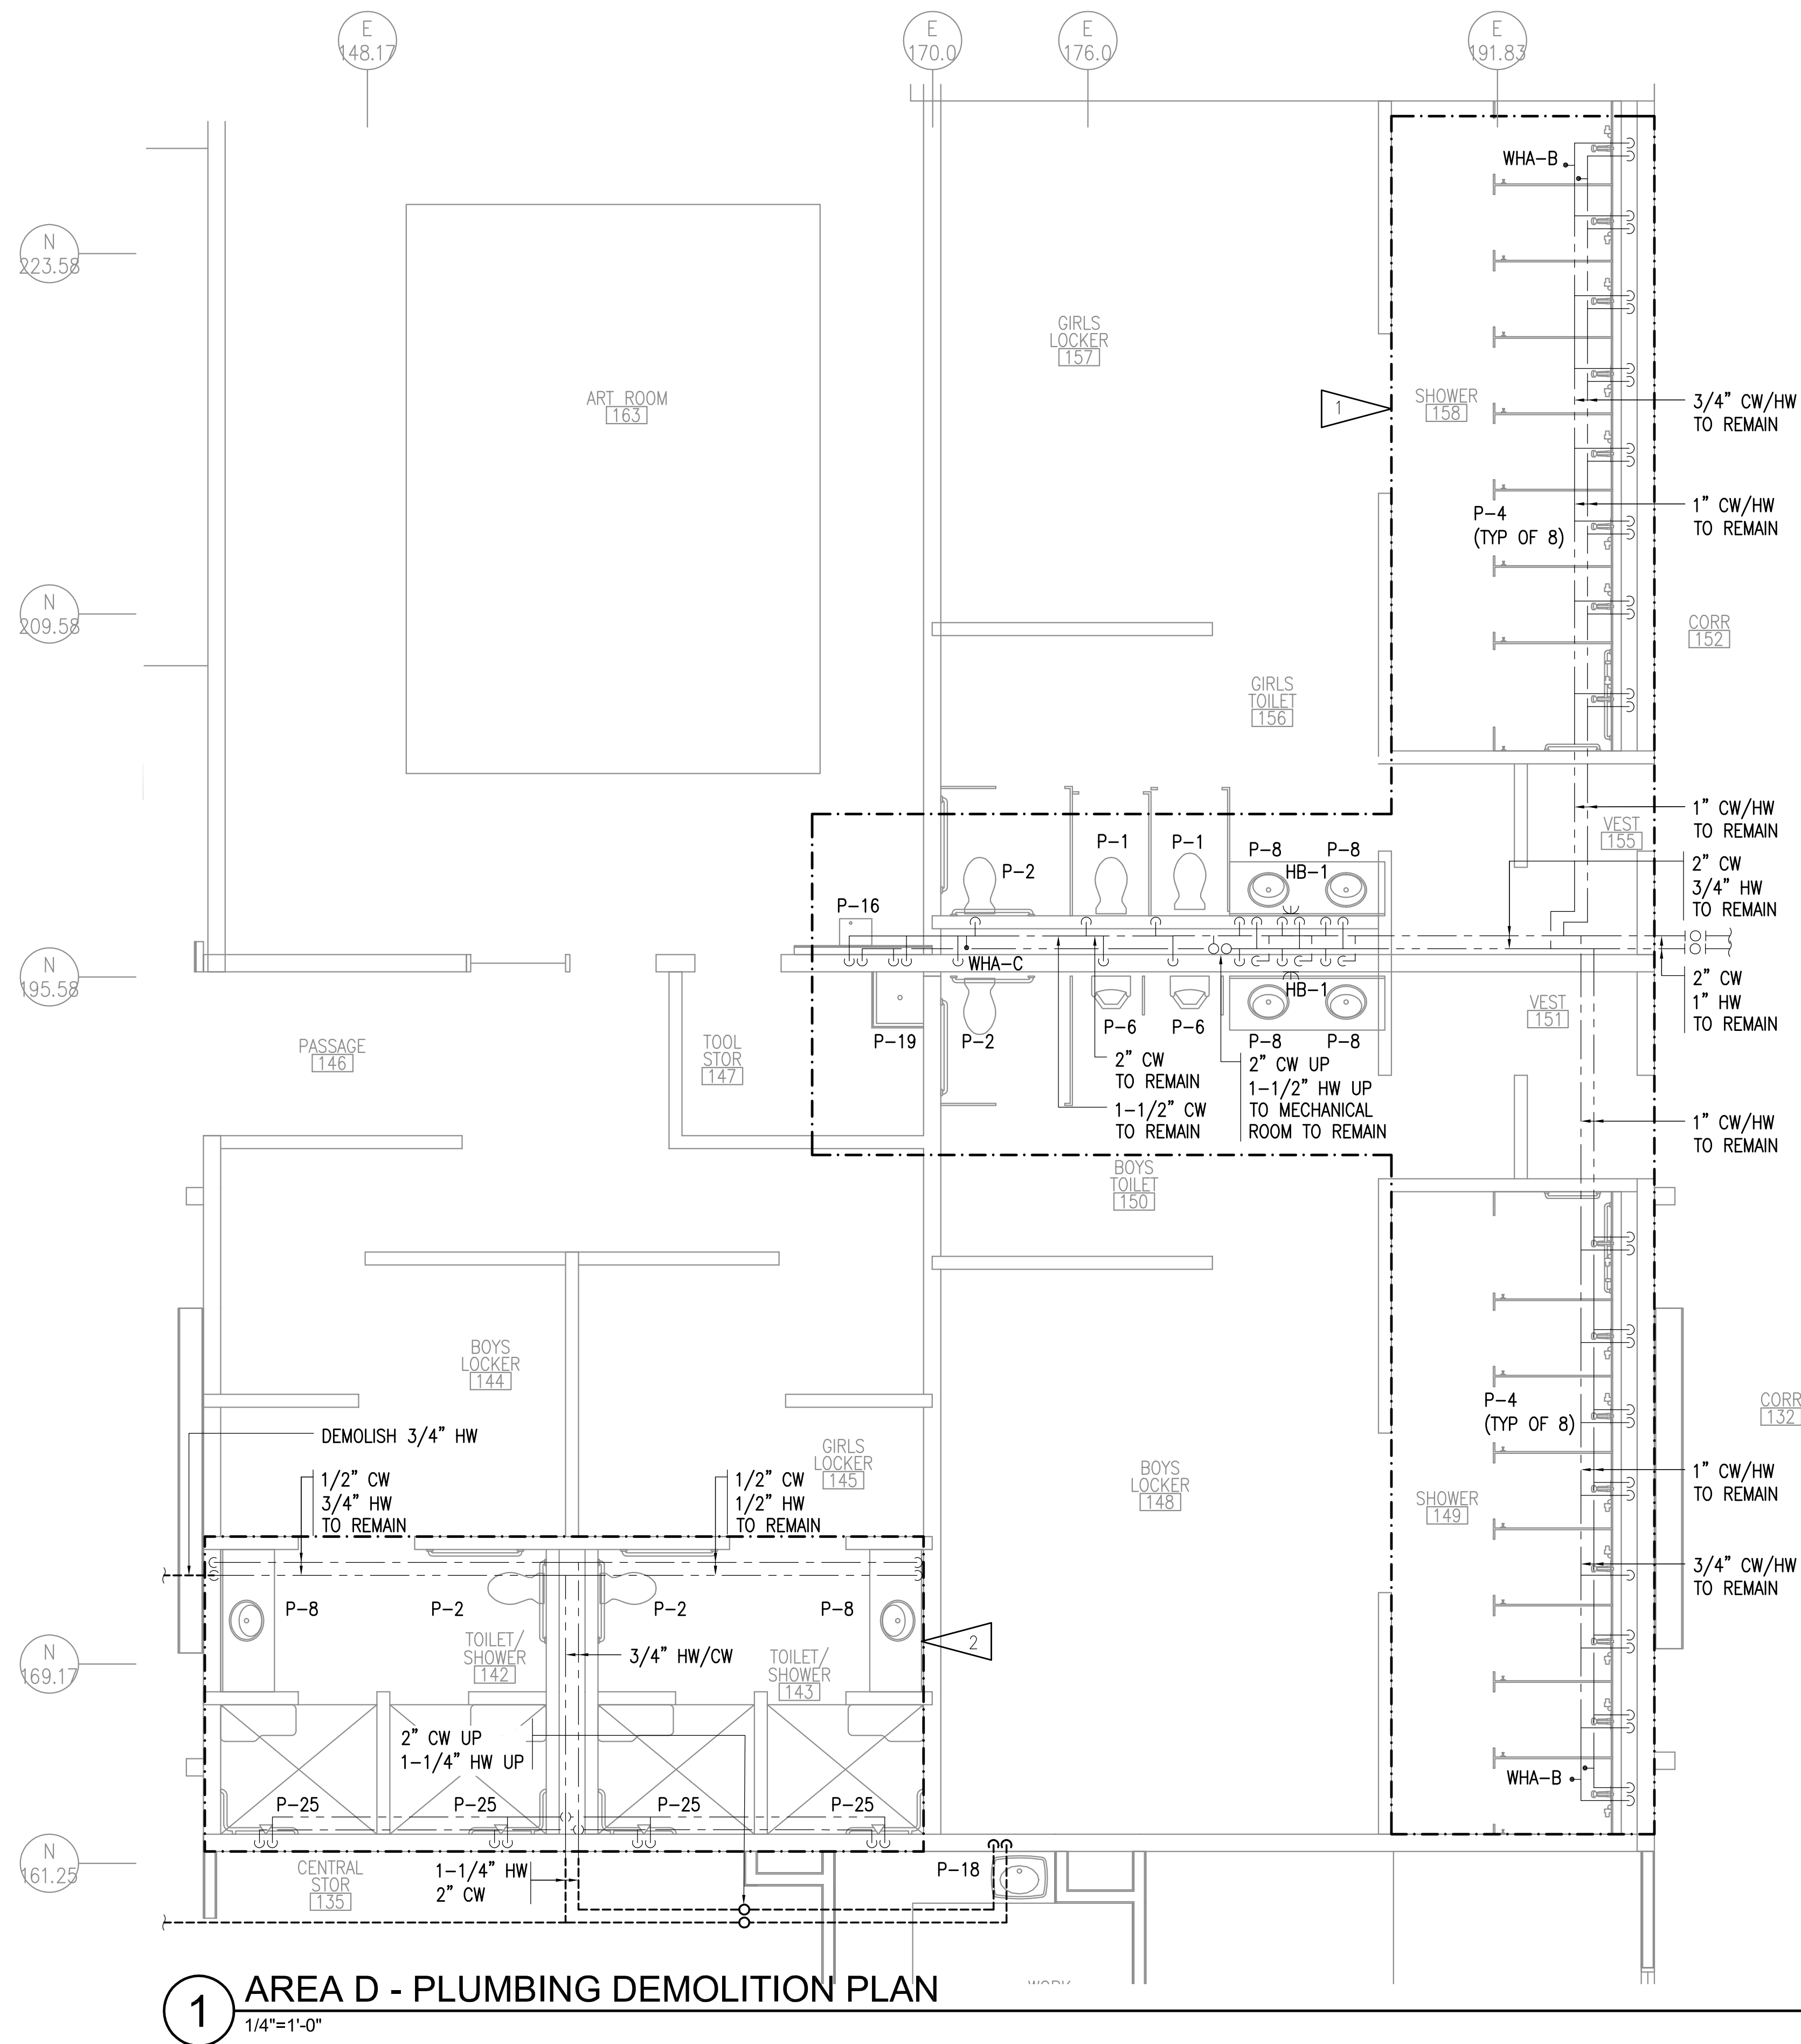 E
148.17
E
170.0
E
176.0
E
191.83
WHA-B
N
223.58
GIRLS
LOCKER
157
ART ROOM
163
1
SHOWER
158
3/4" CW/HW
TO REMAIN
P-4
(TYP OF 8)
1" CW/HW
TO REMAIN
N
209.58
CORR
152
GIRLS
TOILET
156
1" CW/HW
TO REMAIN
VEST
155
P-2
P-1
P-1
P-8
P-8
HB-1
2" CW
3/4" HW
TO REMAIN
P-16
WHA-C
N
195.58
HB-1
2" CW
1" HW
TO REMAIN
VEST
151
PASSAGE
146
TOOL
STOR
147
P-19
P-2
P-6
P-6
P-8
P-8
2" CW
TO REMAIN
1-1/2" CW
TO REMAIN
2" CW UP
1-1/2" HW UP
TO MECHANICAL
ROOM TO REMAIN
1" CW/HW
TO REMAIN
BOYS
TOILET
150
BOYS
LOCKER
144
P-4
(TYP OF 8)
CORR
132
DEMOLISH 3/4" HW
GIRLS
LOCKER
145
1/2" CW
3/4" HW
TO REMAIN
1/2" CW
1/2" HW
TO REMAIN
BOYS
LOCKER
148
SHOWER
149
1" CW/HW
TO REMAIN
3/4" CW/HW
TO REMAIN
P-8
P-2
P-2
P-8
N
169.17
TOILET/
SHOWER
142
3/4" HW/CW
TOILET/
SHOWER
143
2
2" CW UP
1-1/4" HW UP
WHA-B
P-25
P-25
P-25
P-25
N
161.25
CENTRAL
STOR
135
1-1/4" HW
2" CW
P-18
1
AREA D - PLUMBING DEMOLITION PLAN
1/4"=1'-0"